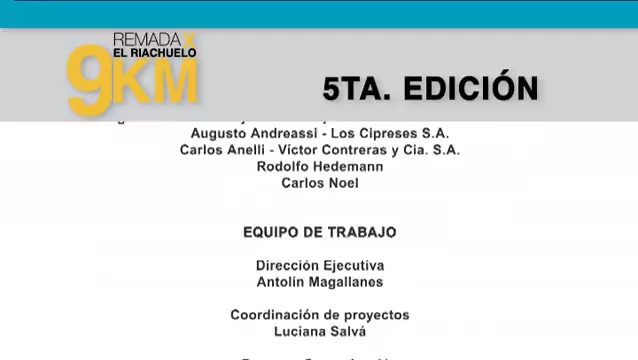 REMADA X
EL RIACHUELO
9KM
5TA. EDICIÓN
Augusto Andreassi - Los Cipreses S.A.
Carlos Anelli - Víctor Contreras y Cia. S.A.
Rodolfo Hedemann
Carlos Noel
EQUIPO DE TRABAJO
Dirección Ejecutiva
Antolín Magallanes
Coordinación de proyectos
Luciana Salvá